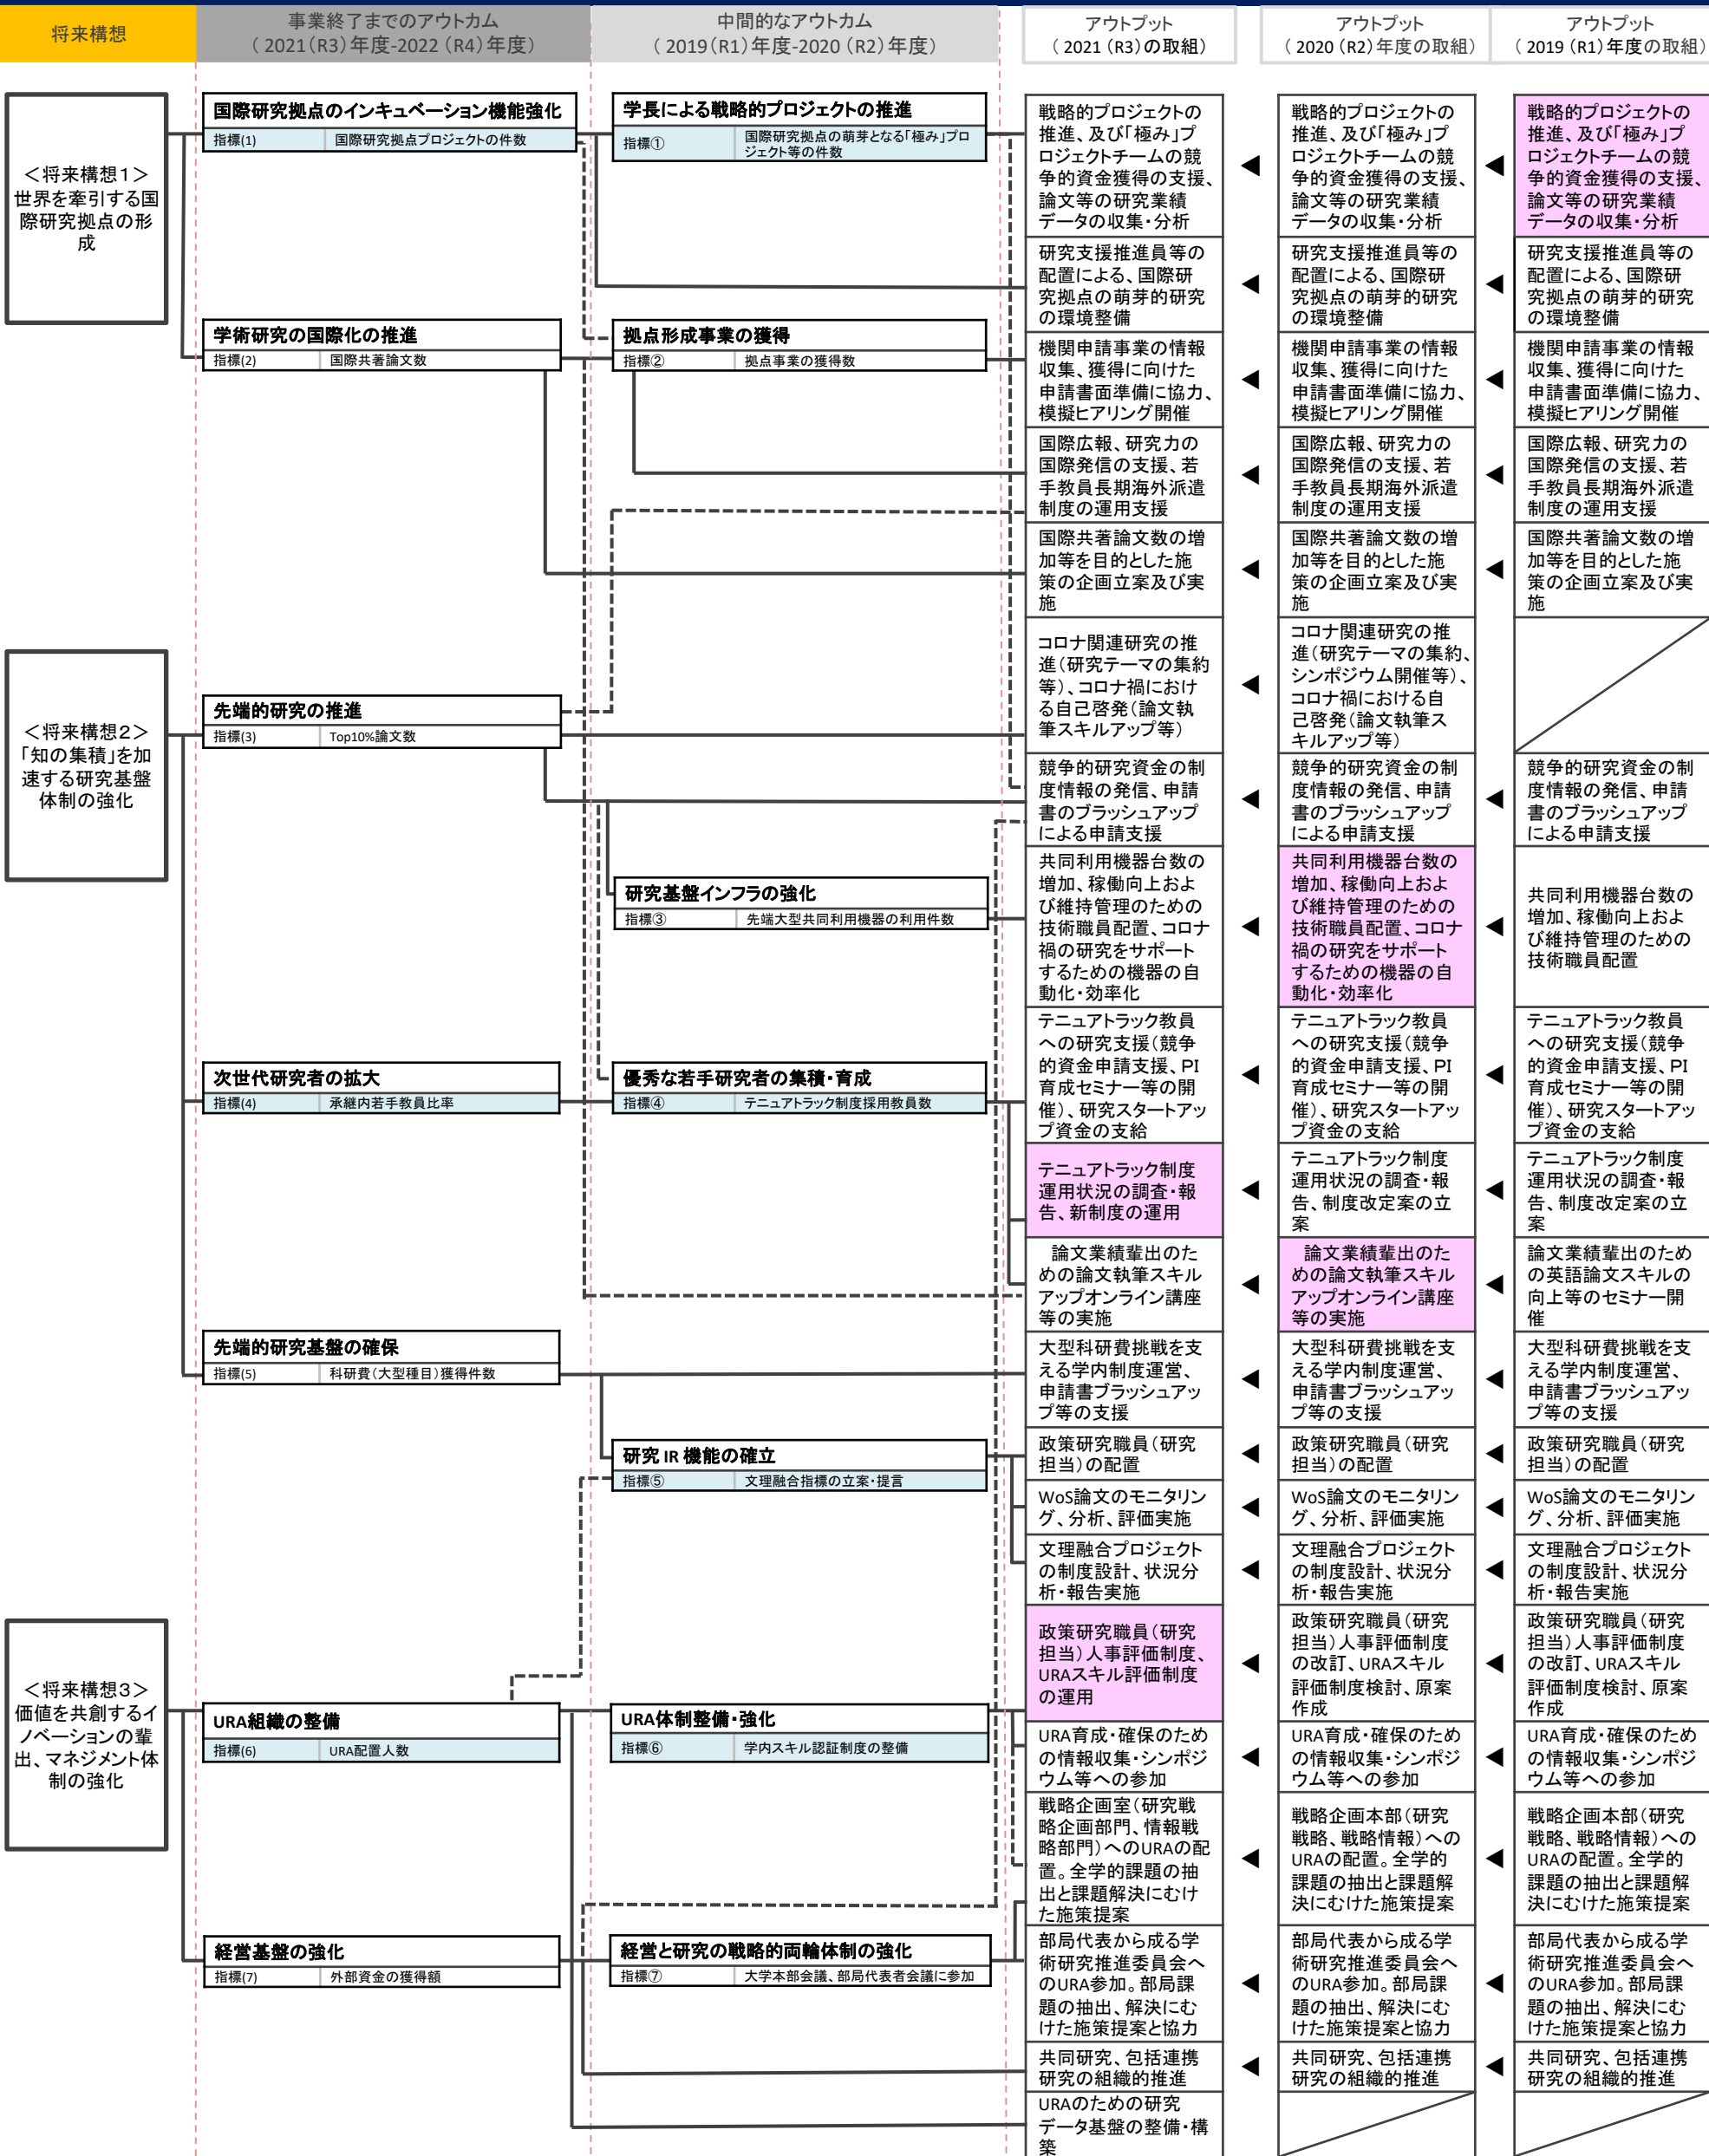 将来構想
事業終了までのアウトカム
（2021(R3)年度-2022（R4）年度）
中間的なアウトカム
（2019(R1)年度-2020（R2)年度）
アウトプット
（2021（R3)の取組）
アウトプット
（2020（R2)年度の取組）
アウトプット
（2019（R1)年度の取組）
＜将来構想１＞
世界を牽引する国
際研究拠点の形
成
国際研究拠点のインキュベーション機能強化
指標(1)
国際研究拠点プロジェクトの件数
学長による戦略的プロジェクトの推進
指標①
国際研究拠点の萌芽となる「極み」プロ
ジェクト等の件数
戦略的プロジェクトの
推進、及び「極み」プ
ロジェクトチームの競
争的資金獲得の支援、
論文等の研究業績
データの収集・分析
◀
戦略的プロジェクトの
推進、及び「極み」プ
ロジェクトチームの競
争的資金獲得の支援、
論文等の研究業績
データの収集・分析
◀
戦略的プロジェクトの
推進、及び「極み」プ
ロジェクトチームの競
争的資金獲得の支援、
論文等の研究業績
データの収集・分析
研究支援推進員等の
配置による、国際研
究拠点の萌芽的研究
の環境整備
◀
研究支援推進員等の
配置による、国際研
究拠点の萌芽的研究
の環境整備
◀
研究支援推進員等の
配置による、国際研
究拠点の萌芽的研究
の環境整備
学術研究の国際化の推進
指標(2)
国際共著論文数
拠点形成事業の獲得
指標②
拠点事業の獲得数
機関申請事業の情報
収集、獲得に向けた
申請書面準備に協力、
模擬ヒアリング開催
◀
機関申請事業の情報
収集、獲得に向けた
申請書面準備に協力、
模擬ヒアリング開催
◀
機関申請事業の情報
収集、獲得に向けた
申請書面準備に協力、
模擬ヒアリング開催
国際広報、研究力の
国際発信の支援、若
手教員長期海外派遣
制度の運用支援
◀
国際広報、研究力の
国際発信の支援、若
手教員長期海外派遣
制度の運用支援
◀
国際広報、研究力の
国際発信の支援、若
手教員長期海外派遣
制度の運用支援
国際共著論文数の増
加等を目的とした施
策の企画立案及び実
施
◀
国際共著論文数の増
加等を目的とした施
策の企画立案及び実
施
◀
国際共著論文数の増
加等を目的とした施
策の企画立案及び実
施
＜将来構想２＞
「知の集積」を加
速する研究基盤
体制の強化
先端的研究の推進
指標(3)
Top10%論文数
コロナ関連研究の推
進（研究テーマの集約
等）、コロナ禍におけ
る自己啓発（論文執
筆スキルアップ等）
◀
コロナ関連研究の推
進（研究テーマの集約、
シンポジウム開催等）、
コロナ禍における自
己啓発（論文執筆ス
キルアップ等）
競争的研究資金の制
度情報の発信、申請
書のブラッシュアップ
による申請支援
◀
競争的研究資金の制
度情報の発信、申請
書のブラッシュアップ
による申請支援
◀
競争的研究資金の制
度情報の発信、申請
書のブラッシュアップ
による申請支援
研究基盤インフラの強化
指標③
先端大型共同利用機器の利用件数
共同利用機器台数の
増加、稼働向上およ
び維持管理のための
技術職員配置、コロナ
禍の研究をサポート
するための機器の自
動化・効率化
◀
共同利用機器台数の
増加、稼働向上およ
び維持管理のための
技術職員配置、コロナ
禍の研究をサポート
するための機器の自
動化・効率化
◀
共同利用機器台数の
増加、稼働向上およ
び維持管理のための
技術職員配置
次世代研究者の拡大
指標(4)
承継内若手教員比率
優秀な若手研究者の集積・育成
指標④
テニュアトラック制度採用教員数
テニュアトラック教員
への研究支援（競争
的資金申請支援、PI
育成セミナー等の開
催）、研究スタートアッ
プ資金の支給
◀
テニュアトラック教員
への研究支援（競争
的資金申請支援、PI
育成セミナー等の開
催）、研究スタートアッ
プ資金の支給
◀
テニュアトラック教員
への研究支援（競争
的資金申請支援、PI
育成セミナー等の開
催）、研究スタートアッ
プ資金の支給
テニュアトラック制度
運用状況の調査・報
告、新制度の運用
◀
テニュアトラック制度
運用状況の調査・報
告、制度改定案の立
案
◀
テニュアトラック制度
運用状況の調査・報
告、制度改定案の立
案
論文業績輩出のた
めの論文執筆スキル
アップオンライン講座
等の実施
◀
論文業績輩出のた
めの論文執筆スキル
アップオンライン講座
等の実施
◀
論文業績輩出のため
の英語論文スキルの
向上等のセミナー開
催
先端的研究基盤の確保
指標(5)
科研費（大型種目）獲得件数
大型科研費挑戦を支
える学内制度運営、
申請書ブラッシュアッ
プ等の支援
◀
大型科研費挑戦を支
える学内制度運営、
申請書ブラッシュアッ
プ等の支援
◀
大型科研費挑戦を支
える学内制度運営、
申請書ブラッシュアッ
プ等の支援
研究 IR 機能の確立
指標⑤
文理融合指標の立案・提言
政策研究職員（研究
担当）の配置
◀
政策研究職員（研究
担当）の配置
◀
政策研究職員（研究
担当）の配置
WoS論文のモニタリン
グ、分析、評価実施
◀
WoS論文のモニタリン
グ、分析、評価実施
◀
WoS論文のモニタリン
グ、分析、評価実施
文理融合プロジェクト
の制度設計、状況分
析・報告実施
◀
文理融合プロジェクト
の制度設計、状況分
析・報告実施
◀
文理融合プロジェクト
の制度設計、状況分
析・報告実施
＜将来構想３＞
価値を共創するイ
ノベーションの輩
出、マネジメント体
制の強化
URA組織の整備
指標(6)
URA配置人数
URA体制整備・強化
指標⑥
学内スキル認証制度の整備
政策研究職員（研究
担当）人事評価制度、
URAスキル評価制度
の運用
◀
政策研究職員（研究
担当）人事評価制度
の改訂、URAスキル
評価制度検討、原案
作成
◀
政策研究職員（研究
担当）人事評価制度
の改訂、URAスキル
評価制度検討、原案
作成
URA育成・確保のため
の情報収集・シンポジ
ウム等への参加
◀
URA育成・確保のため
の情報収集・シンポジ
ウム等への参加
◀
URA育成・確保のため
の情報収集・シンポジ
ウム等への参加
戦略企画室（研究戦
略企画部門、情報戦
略部門）へのURAの配
置。全学的課題の抽
出と課題解決にむけ
た施策提案
◀
戦略企画本部（研究
戦略、戦略情報）への
URAの配置。全学的
課題の抽出と課題解
決にむけた施策提案
◀
戦略企画本部（研究
戦略、戦略情報）への
URAの配置。全学的
課題の抽出と課題解
決にむけた施策提案
経営基盤の強化
指標(7)
外部資金の獲得額
経営と研究の戦略的両輪体制の強化
指標⑦
大学本部会議、部局代表者会議に参加
部局代表から成る学
術研究推進委員会へ
のURA参加。部局課
題の抽出、解決にむ
けた施策提案と協力
◀
部局代表から成る学
術研究推進委員会へ
のURA参加。部局課
題の抽出、解決にむ
けた施策提案と協力
◀
部局代表から成る学
術研究推進委員会へ
のURA参加。部局課
題の抽出、解決にむ
けた施策提案と協力
共同研究、包括連携
研究の組織的推進
◀
共同研究、包括連携
研究の組織的推進
◀
共同研究、包括連携
研究の組織的推進
URAのための研究
データ基盤の整備・構
築